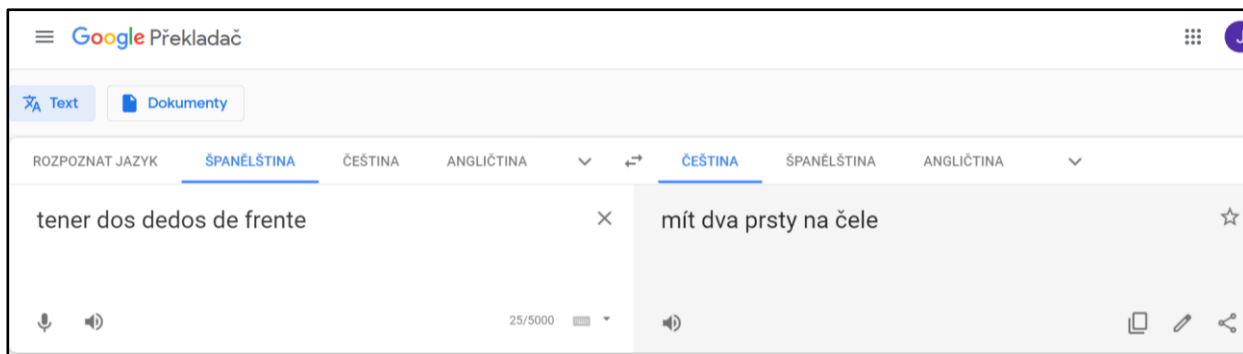 Google Překladač
J
Text
Dokumenty
ROZPOZNAT JAZYK ŠPANĚLŠTINA ČEŠTINA ANGLIČTINA ČEŠTINA ŠPANĚLŠTINA ANGLIČTINA
tener dos dedos de frente
mít dva prsty na čele
25/5000